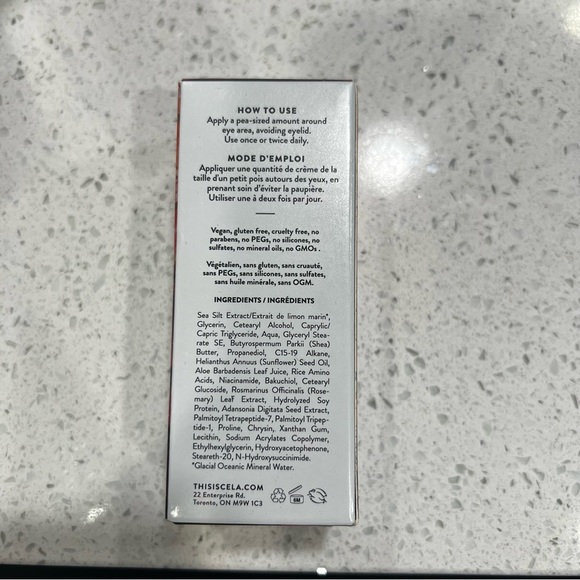 HOW TO USE
Apply a pea-sized amount around
eye area, avoiding eyelid.
Use once or twice daily.
MODE D'EMPLOI
Appliquer une quantité de crème de la
taille d'un petit pois autours des yeux, en
prenant soin d'éviter la paupière.
Utiliser une à deux fois par jour.
Vegan, gluten free, cruelty free, no
parabens, no PEGs, no silicones, no
sulfates, no mineral oils, no GMOs .
Végétalien, sans gluten, sans cruauté,
sans PEGs, sans silicones, sans sulfates,
sans huile minérale, sans OGM.
INGREDIENTS / INGRÉDIENTS
Sea Silt Extract/Extrait de limon marin*,
Glycerin, Cetearyl Alcohol, Caprylic/
Capric Triglyceride, Aqua, Glyceryl Stea-
rate SE, Butyrospermum Parkii (Shea)
Butter, Propanediol, C15-19 Alkane,
Helianthus Annuus (Sunflower) Seed Oil,
Aloe Barbadensis Leaf Juice, Rice Amino
Acids, Niacinamide, Bakuchiol, Cetearyl
Glucoside, Rosmarinus Officinalis (Rose-
mary) Leaf Extract, Hydrolyzed Soy
Protein, Adansonia Digitata Seed Extract,
Palmitoyl Tetrapeptide-7, Palmitoyl Tripep-
tide-1, Proline, Chrysin, Xanthan Gum,
Lecithin, Sodium Acrylates Copolymer,
Ethylhexylglycerin, Hydroxyacetophenone,
Steareth-20, N-Hydroxysuccinimide.
*Glacial Oceanic Mineral Water.
THISISCELA.COM
22 Enterprise Rd.
Toronto, ON M9W 1C3